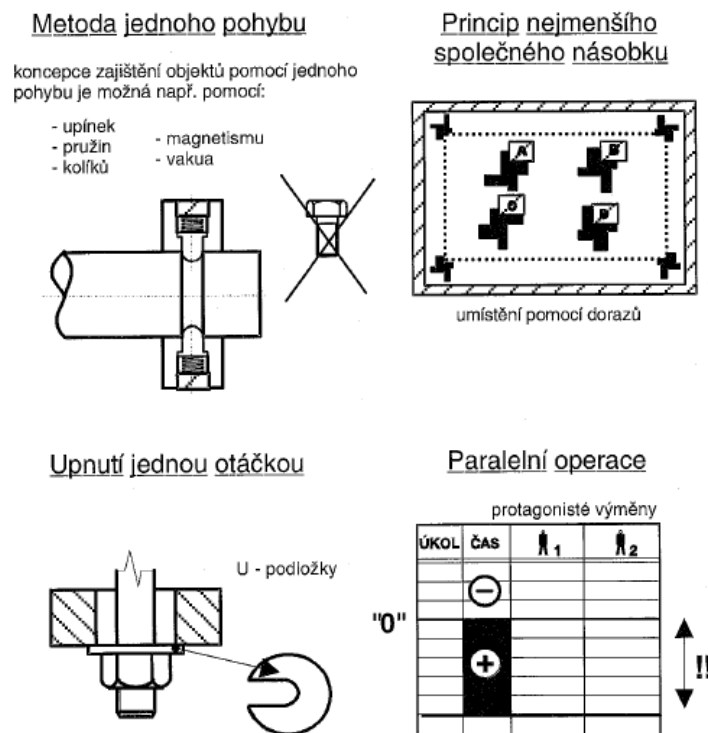 Metoda jednoho pohybu
koncepce zajištění objektů pomocí jednoho
pohybu je možná např. pomocí:
- upínek
- pružin
- kolíků
- magnetismu
- vakua
Princip nejmenšího
společného násobku
A
B
C
D
umístění pomocí dorazů
Upnutí jednou otáčkou
U - podložky
Paralelní operace
protagonisté výměny
ÚKOL ČAS 1 2
"0"
!!